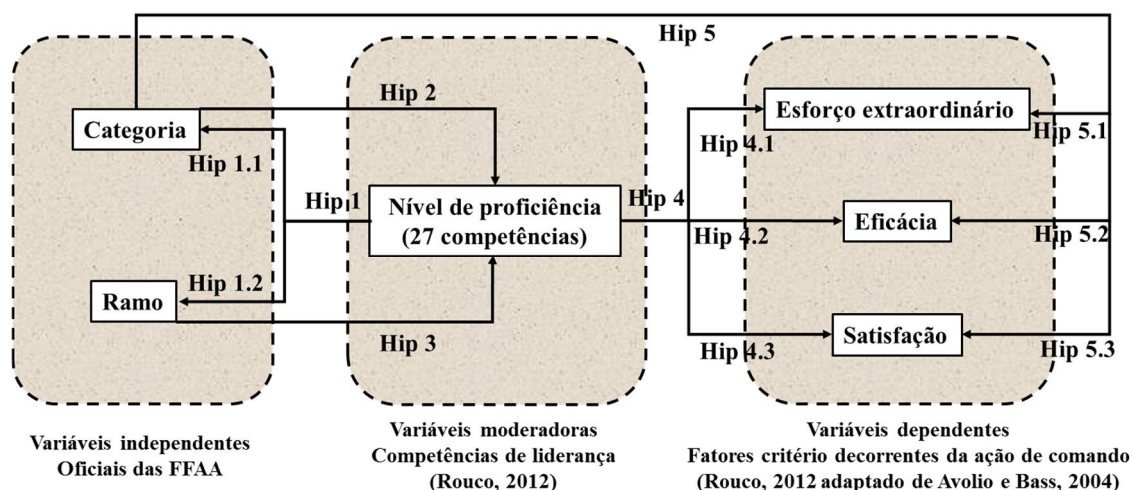 Hip 5
Hip 2
Categoria
Esforço extraordinário
Hip 1.1
Hip 4.1
Hip 5.1
Hip 1
Nível de proficiência
(27 competências)
Hip 4
Eficácia
Hip 4.2
Hip 5.2
Hip 1.2
Ramo
Hip 3
Satisfação
Hip 4.3
Hip 5.3
Variáveis independentes
Oficiais das FFAA
Variáveis moderadoras
Competências de liderança
(Rouco, 2012)
Variáveis dependentes
Fatores critério decorrentes da ação de comando
(Rouco, 2012 adaptado de Avolio e Bass, 2004)